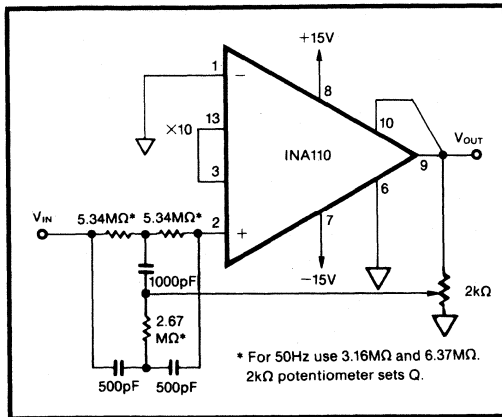 +15V
1
−
8
13
10
×10
V_OUT
INA110
9
3
6
V_IN
5.34MΩ* 5.34MΩ*
2
+
7
1000pF
−15V
2kΩ
2.67
MΩ*
500pF
500pF
* For 50Hz use 3.16MΩ and 6.37MΩ.
2kΩ potentiometer sets Q.